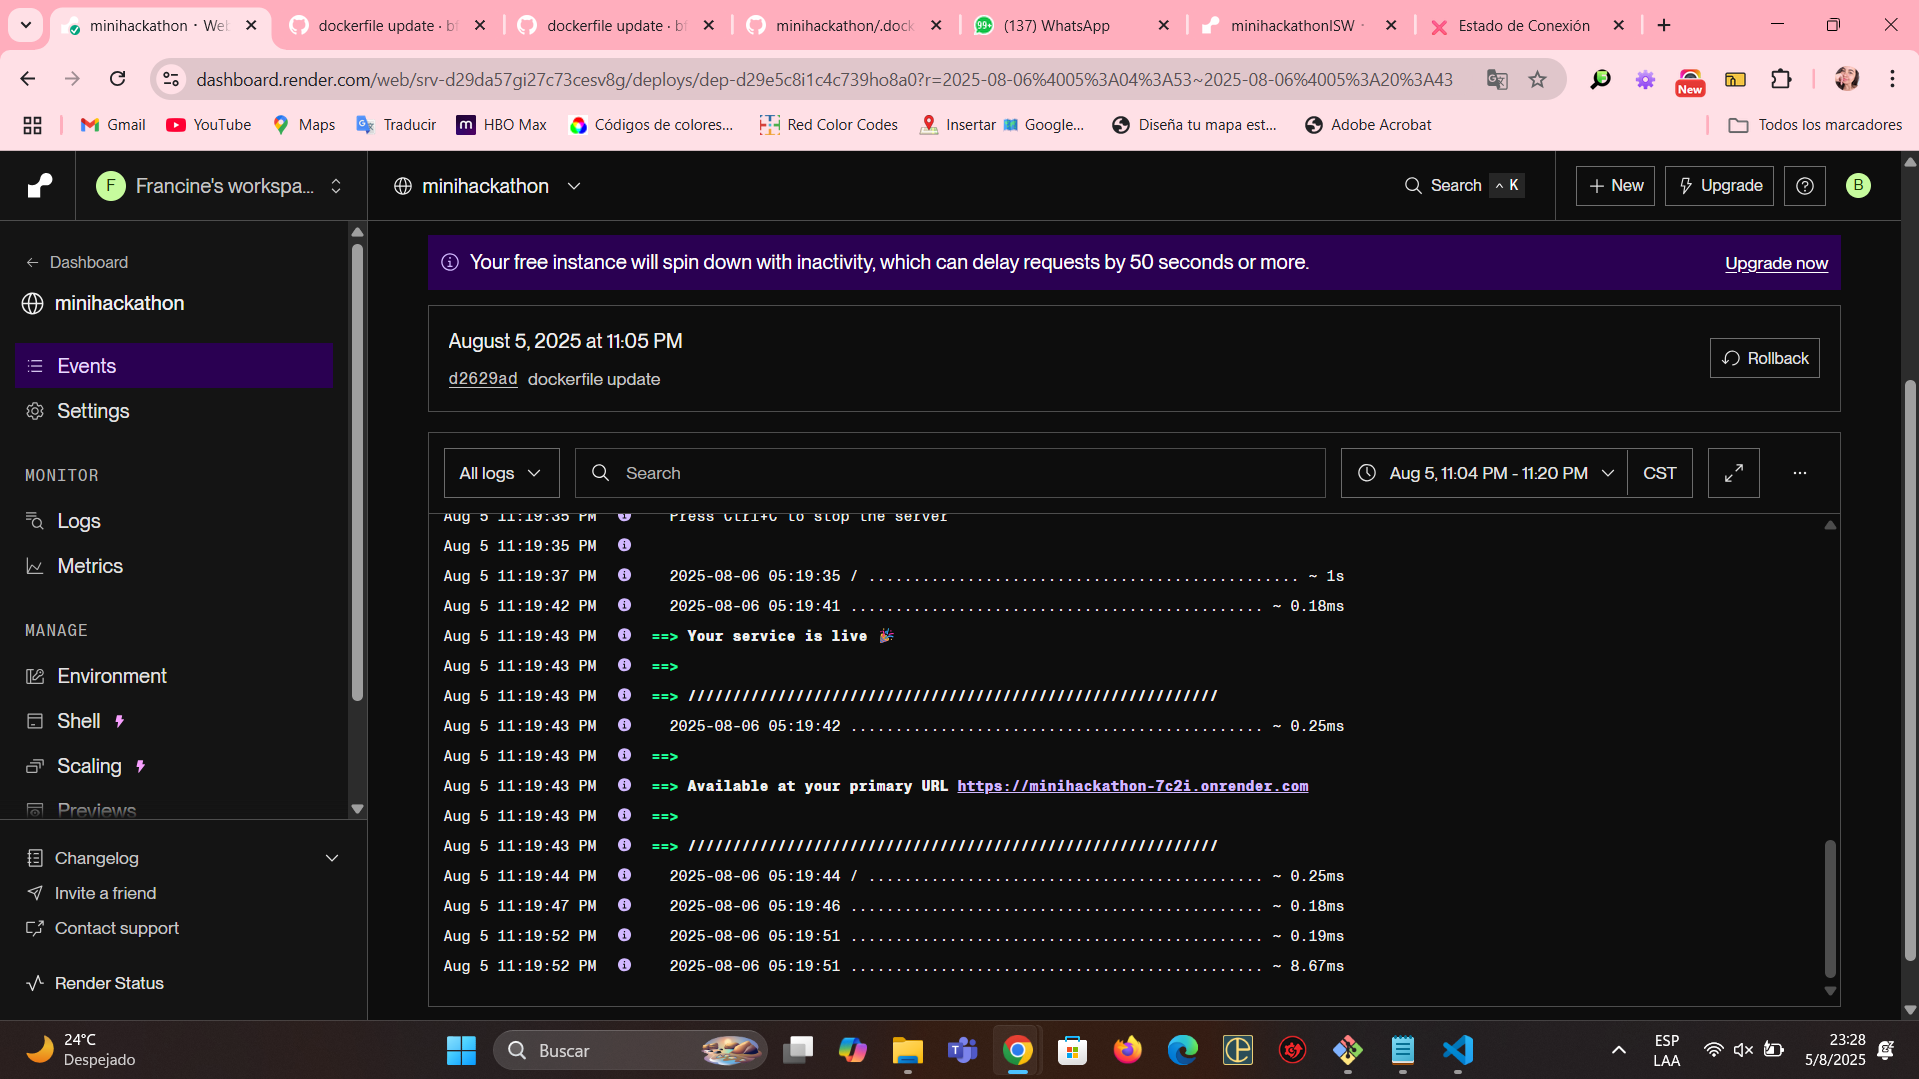 minihackathon · Web
dockerfile update · bf
dockerfile update · bf
minihackathon/.dock
(137) WhatsApp
minihackathonISW ·
Estado de Conexión
dashboard.render.com/web/srv-d29da57gi27c73cesv8g/deploys/dep-d29e5c8i1c4c739ho8a0?r=2025-08-06%4005%3A04%3A53~2025-08-06%4005%3A20%3A43
New
Gmail
YouTube
Maps
Traducir
HBO Max
Códigos de colores...
Red Color Codes
Insertar
Google...
Diseña tu mapa est...
Adobe Acrobat
Todos los marcadores
F
Francine's workspa...
minihackathon
Search
^ K
+ New
Upgrade
B
← Dashboard
minihackathon
Events
Settings
MONITOR
Logs
Metrics
MANAGE
Environment
Shell
Scaling
Previews
Changelog
Invite a friend
Contact support
Render Status
Your free instance will spin down with inactivity, which can delay requests by 50 seconds or more.
Upgrade now
August 5, 2025 at 11:05 PM
d2629ad dockerfile update
Rollback
All logs
Search
Aug 5, 11:04 PM - 11:20 PM
CST
Aug 5 11:19:35 PM Press Ctrl+C to stop the server
Aug 5 11:19:35 PM
Aug 5 11:19:37 PM 2025-08-06 05:19:35 / ................................................ ~ 1s
Aug 5 11:19:42 PM 2025-08-06 05:19:41 .............................................. ~ 0.18ms
Aug 5 11:19:43 PM ==> Your service is live 🎉
Aug 5 11:19:43 PM ==>
Aug 5 11:19:43 PM ==> ///////////////////////////////////////////////////////////
Aug 5 11:19:43 PM 2025-08-06 05:19:42 .............................................. ~ 0.25ms
Aug 5 11:19:43 PM ==>
Aug 5 11:19:43 PM ==> Available at your primary URL https://minihackathon-7c2i.onrender.com
Aug 5 11:19:43 PM ==>
Aug 5 11:19:43 PM ==> ///////////////////////////////////////////////////////////
Aug 5 11:19:44 PM 2025-08-06 05:19:44 / ............................................ ~ 0.25ms
Aug 5 11:19:47 PM 2025-08-06 05:19:46 .............................................. ~ 0.18ms
Aug 5 11:19:52 PM 2025-08-06 05:19:51 .............................................. ~ 0.19ms
Aug 5 11:19:52 PM 2025-08-06 05:19:51 .............................................. ~ 8.67ms
24°C
Despejado
Buscar
ESP
LAA
23:28
5/8/2025